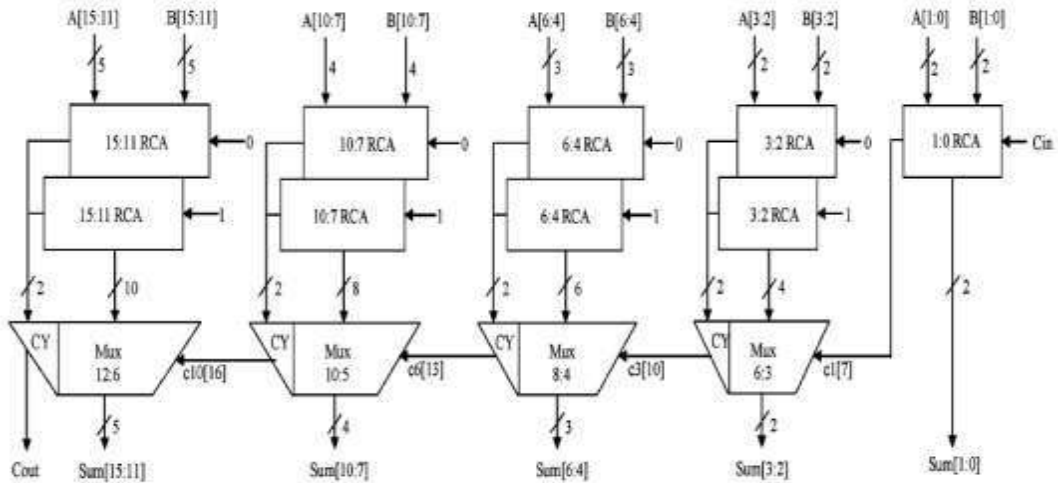 A[15:11] B[15:11] A[10:7] B[10:7] A[6:4] B[6:4] A[3:2] B[3:2] A[1:0] B[1:0]
5 5 4 4 3 3 2 2 2 2
15:11 RCA 0 10:7 RCA 0 6:4 RCA 0 3:2 RCA 0 1:0 RCA Cin
15:11 RCA 1 10:7 RCA 1 6:4 RCA 1 3:2 RCA 1
2 10 2 8 2 6 2 4 2
CY Mux 12:6 c10[16] CY Mux 10:5 c6[13] CY Mux 8:4 c3[10] CY Mux 6:3 c1[7]
5 4 3 2
Cout Sum[15:11] Sum[10:7] Sum[6:4] Sum[3:2] Sum[1:0]